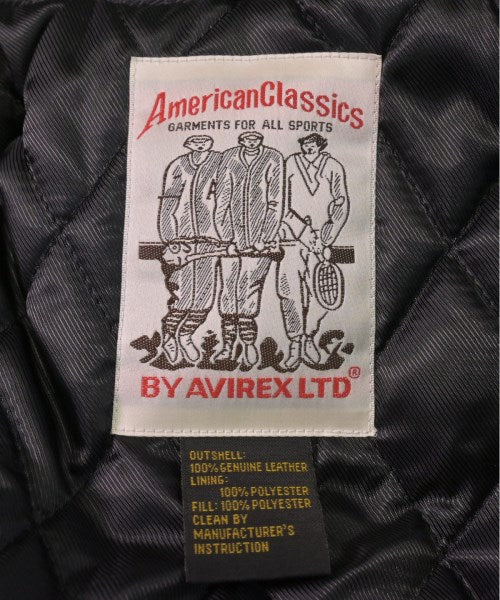 AmericanClassics
GARMENTS FOR ALL SPORTS
A
BY AVIREX LTD®
OUTSHELL:
100% GENUINE LEATHER
LINING:
100% POLYESTER
FILL: 100% POLYESTER
CLEAN BY
MANUFACTURER'S
INSTRUCTION